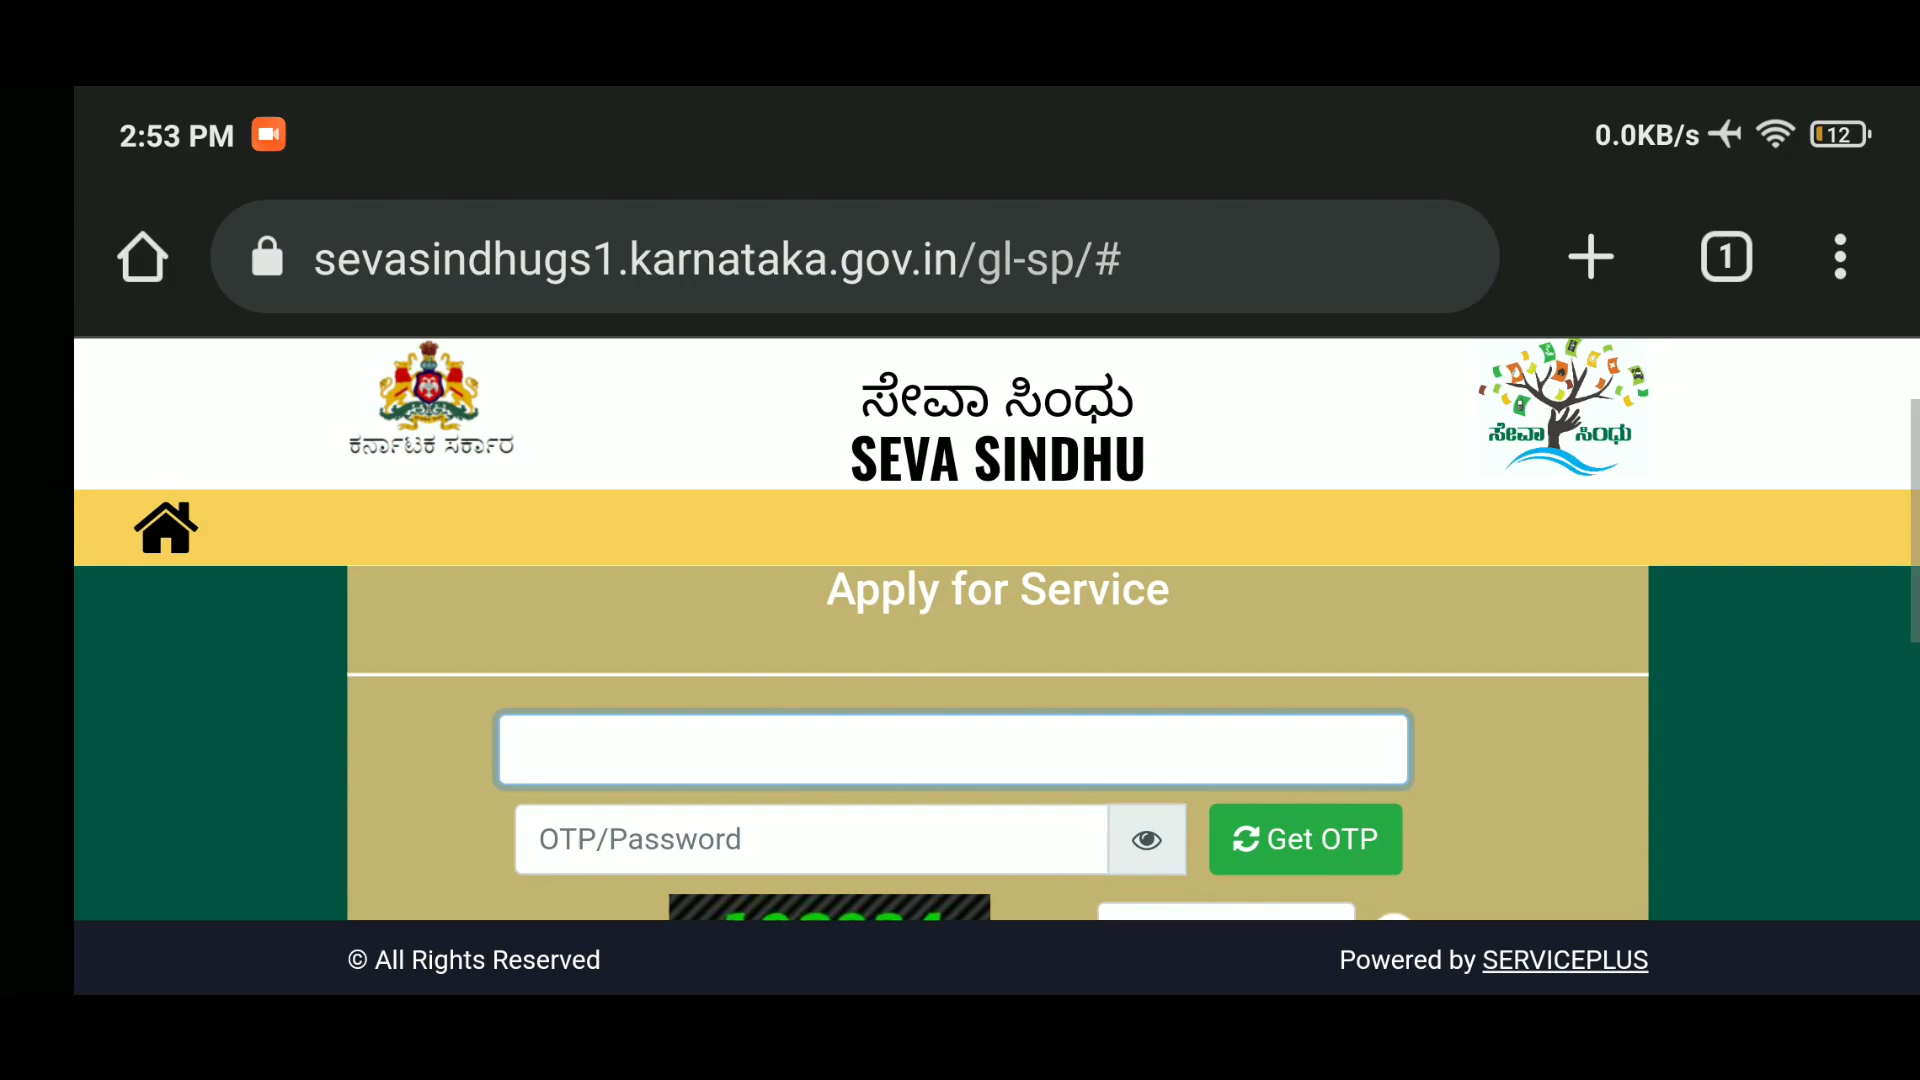 2:53 PM
0.0KB/s
12
sevasindhugs1.karnataka.gov.in/gl-sp/#
1
ಕರ್ನಾಟಕ ಸರ್ಕಾರ
ಸೇವಾ ಸಿಂಧು
SEVA SINDHU
ಸೇವಾ ಸಿಂಧು
Apply for Service
OTP/Password
Get OTP
© All Rights Reserved
Powered by SERVICEPLUS